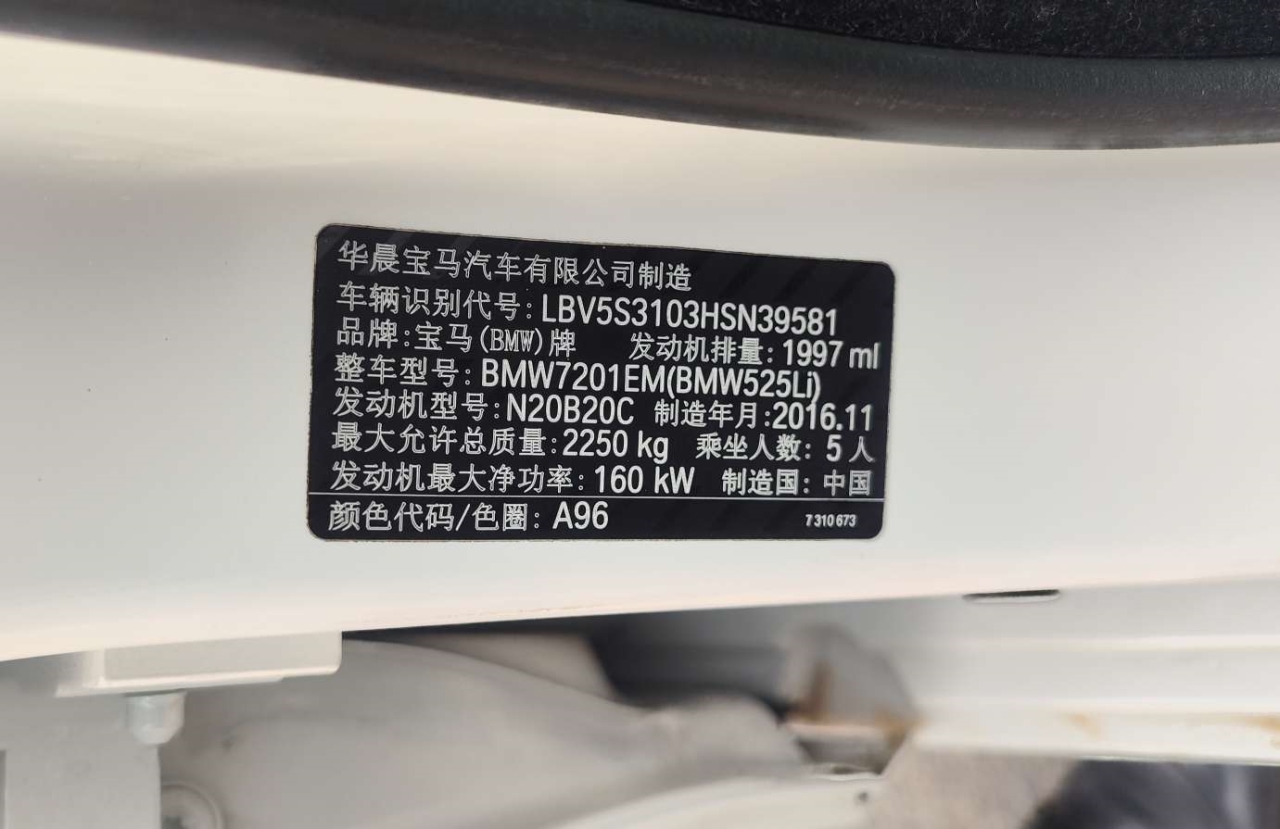 华晨宝马汽车有限公司制造
车辆识别代号: LBV5S3103HSN39581
品牌:宝马(BMW)牌 发动机排量: 1997 ml
整车型号: BMW7201EM(BMW525Li)
发动机型号: N20B20C 制造年月:2016.11
最大允许总质量: 2250 kg 乘坐人数: 5 人
发动机最大净功率: 160 kW 制造国: 中国
颜色代码/色圈: A96 7 310 673